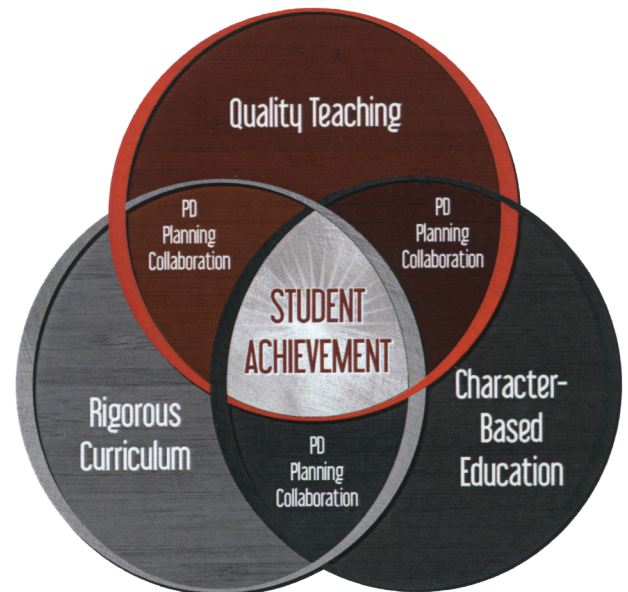 Quality Teaching
PD
Planning
Collaboration
PD
Planning
Collaboration
STUDENT
ACHIEVEMENT
Rigorous
Curriculum
Character-
Based
Education
PD
Planning
Collaboration